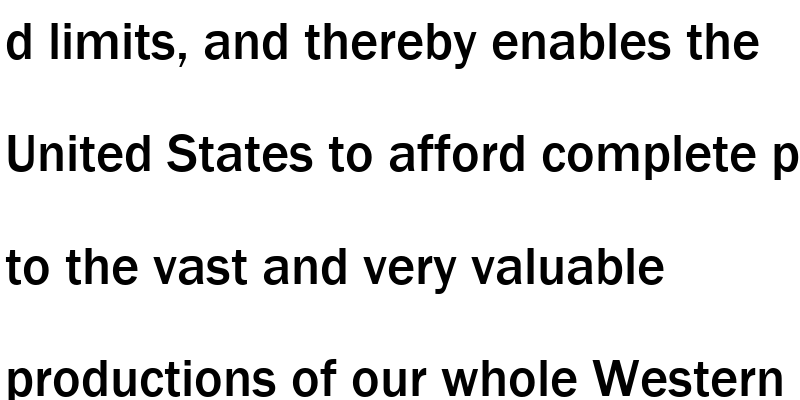 d limits, and thereby enables the
United States to afford complete p
to the vast and very valuable
productions of our whole Western